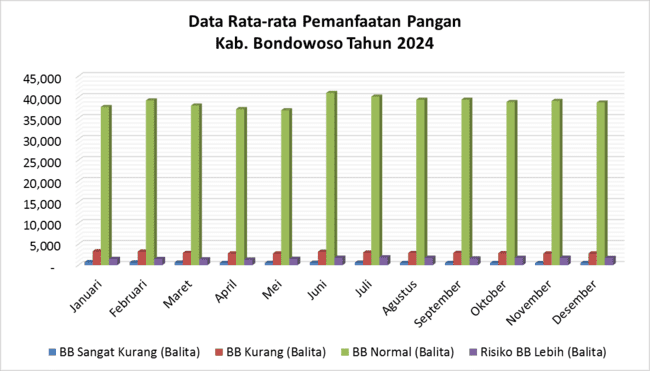 Data Rata-rata Pemanfaatan Pangan
Kab. Bondowoso Tahun 2024
45,000
40,000
35,000
30,000
25,000
20,000
15,000
10,000
5,000
-
Januari
Februari
Maret
April
Mei
Juni
Juli
Agustus
September
Oktober
November
Desember
BB Sangat Kurang (Balita) BB Kurang (Balita) BB Normal (Balita) Risiko BB Lebih (Balita)